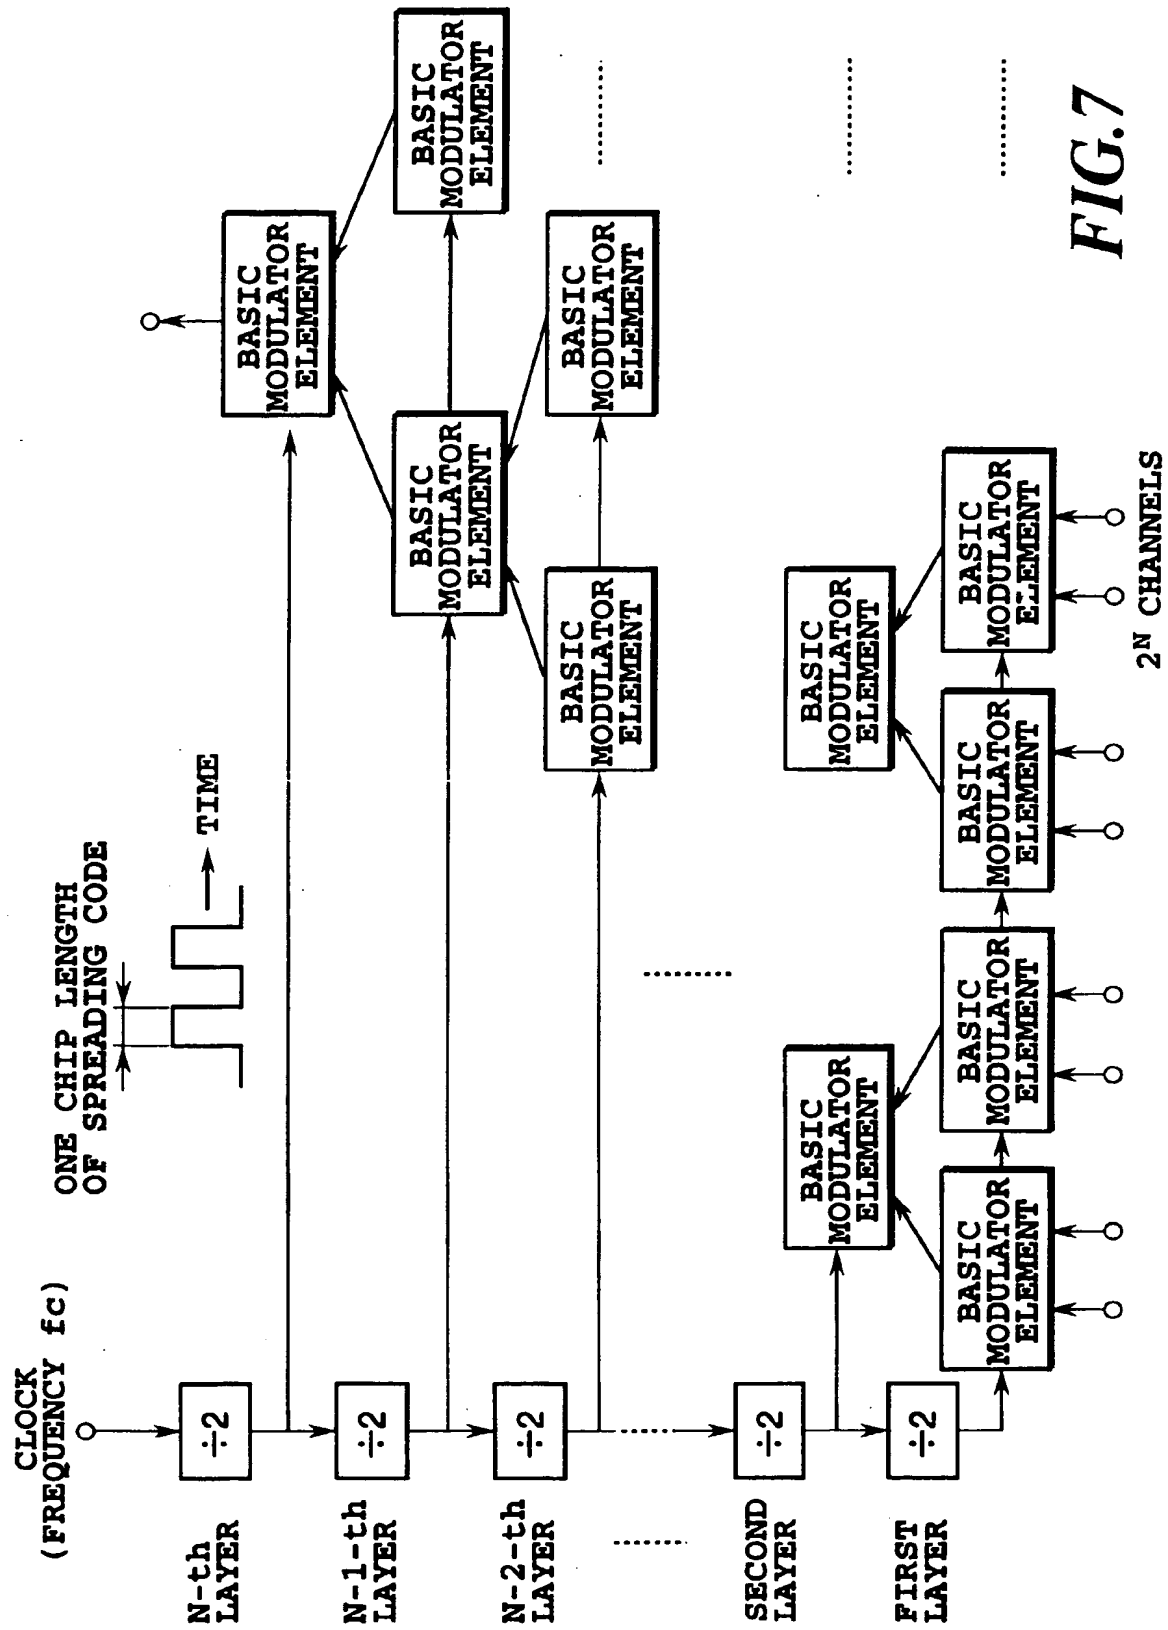 CLOCK
(FREQUENCY fc)
ONE CHIP LENGTH
OF SPREADING CODE
TIME
N-th
LAYER
÷2
BASIC
MODULATOR
ELEMENT
N-1-th
LAYER
÷2
BASIC
MODULATOR
ELEMENT
BASIC
MODULATOR
ELEMENT
N-2-th
LAYER
÷2
BASIC
MODULATOR
ELEMENT
BASIC
MODULATOR
ELEMENT
SECOND
LAYER
÷2
BASIC
MODULATOR
ELEMENT
BASIC
MODULATOR
ELEMENT
FIRST
LAYER
÷2
BASIC
MODULATOR
ELEMENT
BASIC
MODULATOR
ELEMENT
BASIC
MODULATOR
ELEMENT
BASIC
MODULATOR
ELEMENT
2^N CHANNELS
FIG.7